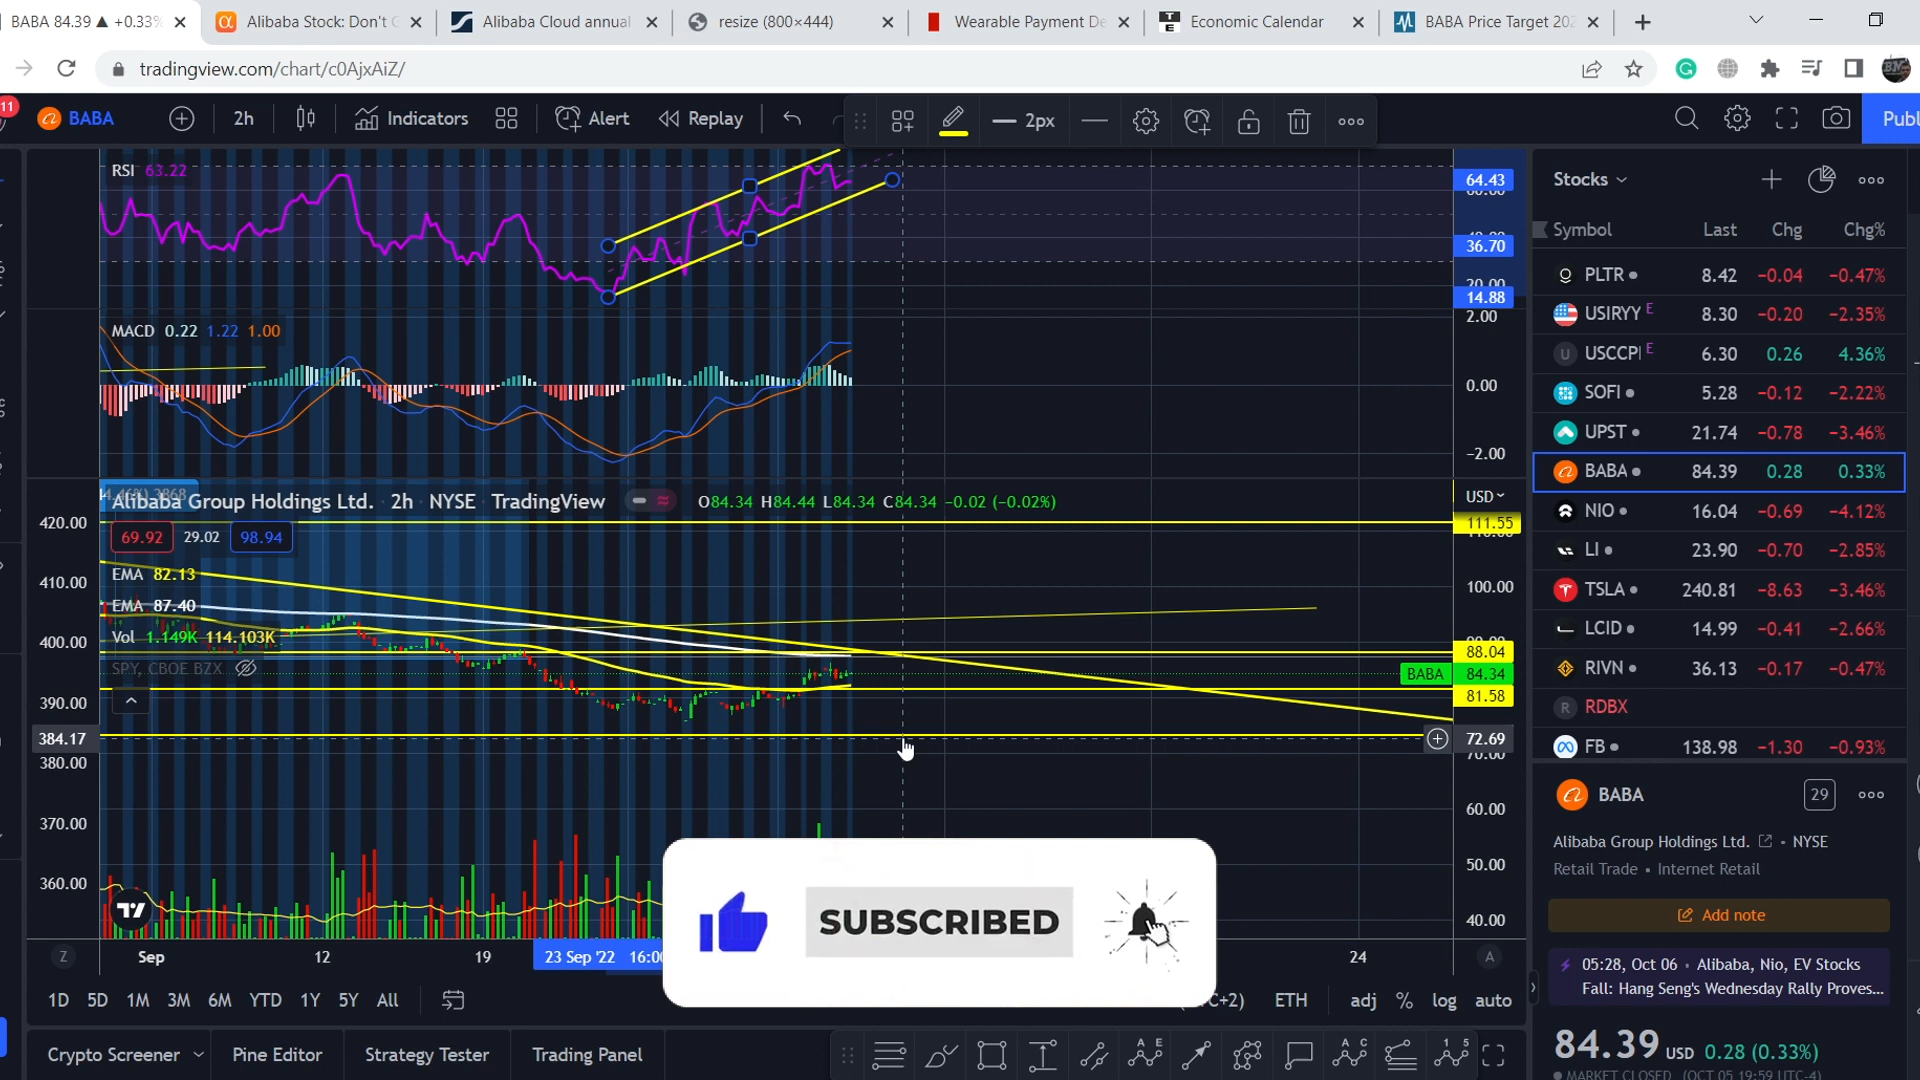 BABA 84.39 ▲ +0.33%
Alibaba Stock: Don't
Alibaba Cloud annual
resize (800×444)
Wearable Payment De
Economic Calendar
BABA Price Target 202
tradingview.com/chart/c0AjxAiZ/
11
BABA
2h
Indicators
Alert
Replay
2px
Publ
RSI 63.22
64.43
36.70
14.88
MACD 0.22 1.22 1.00
2.00
0.00
-2.00
Alibaba Group Holdings Ltd. 2h NYSE TradingView
O84.34 H84.44 L84.34 C84.34 -0.02 (-0.02%)
USD
69.92 29.02 98.94
EMA 82.13
EMA 87.40
Vol 1.149K 114.103K
SPY, CBOE BZX
420.00
410.00
400.00
390.00
384.17
380.00
370.00
360.00
111.55
100.00
88.04
BABA 84.34
81.58
72.69
60.00
50.00
40.00
Z
Sep
12
19
23 Sep '22 16:00
24
A
1D 5D 1M 3M 6M YTD 1Y 5Y All
C+2)
ETH
adj
%
log
auto
Crypto Screener
Pine Editor
Strategy Tester
Trading Panel
SUBSCRIBED
Stocks
Symbol Last Chg Chg%
PLTR 8.42 -0.04 -0.47%
USIRYY E 8.30 -0.20 -2.35%
USCCPI E 6.30 0.26 4.36%
SOFI 5.28 -0.12 -2.22%
UPST 21.74 -0.78 -3.46%
BABA 84.39 0.28 0.33%
NIO 16.04 -0.69 -4.12%
LI 23.90 -0.70 -2.85%
TSLA 240.81 -8.63 -3.46%
LCID 14.99 -0.41 -2.66%
RIVN 36.13 -0.17 -0.47%
R RDBX
FB 138.98 -1.30 -0.93%
BABA
29
Alibaba Group Holdings Ltd. • NYSE
Retail Trade • Internet Retail
Add note
05:28, Oct 06 • Alibaba, Nio, EV Stocks
Fall: Hang Seng's Wednesday Rally Proves...
84.39 USD 0.28 (0.33%)
MARKET CLOSED (OCT 05 19:59 UTC-4)